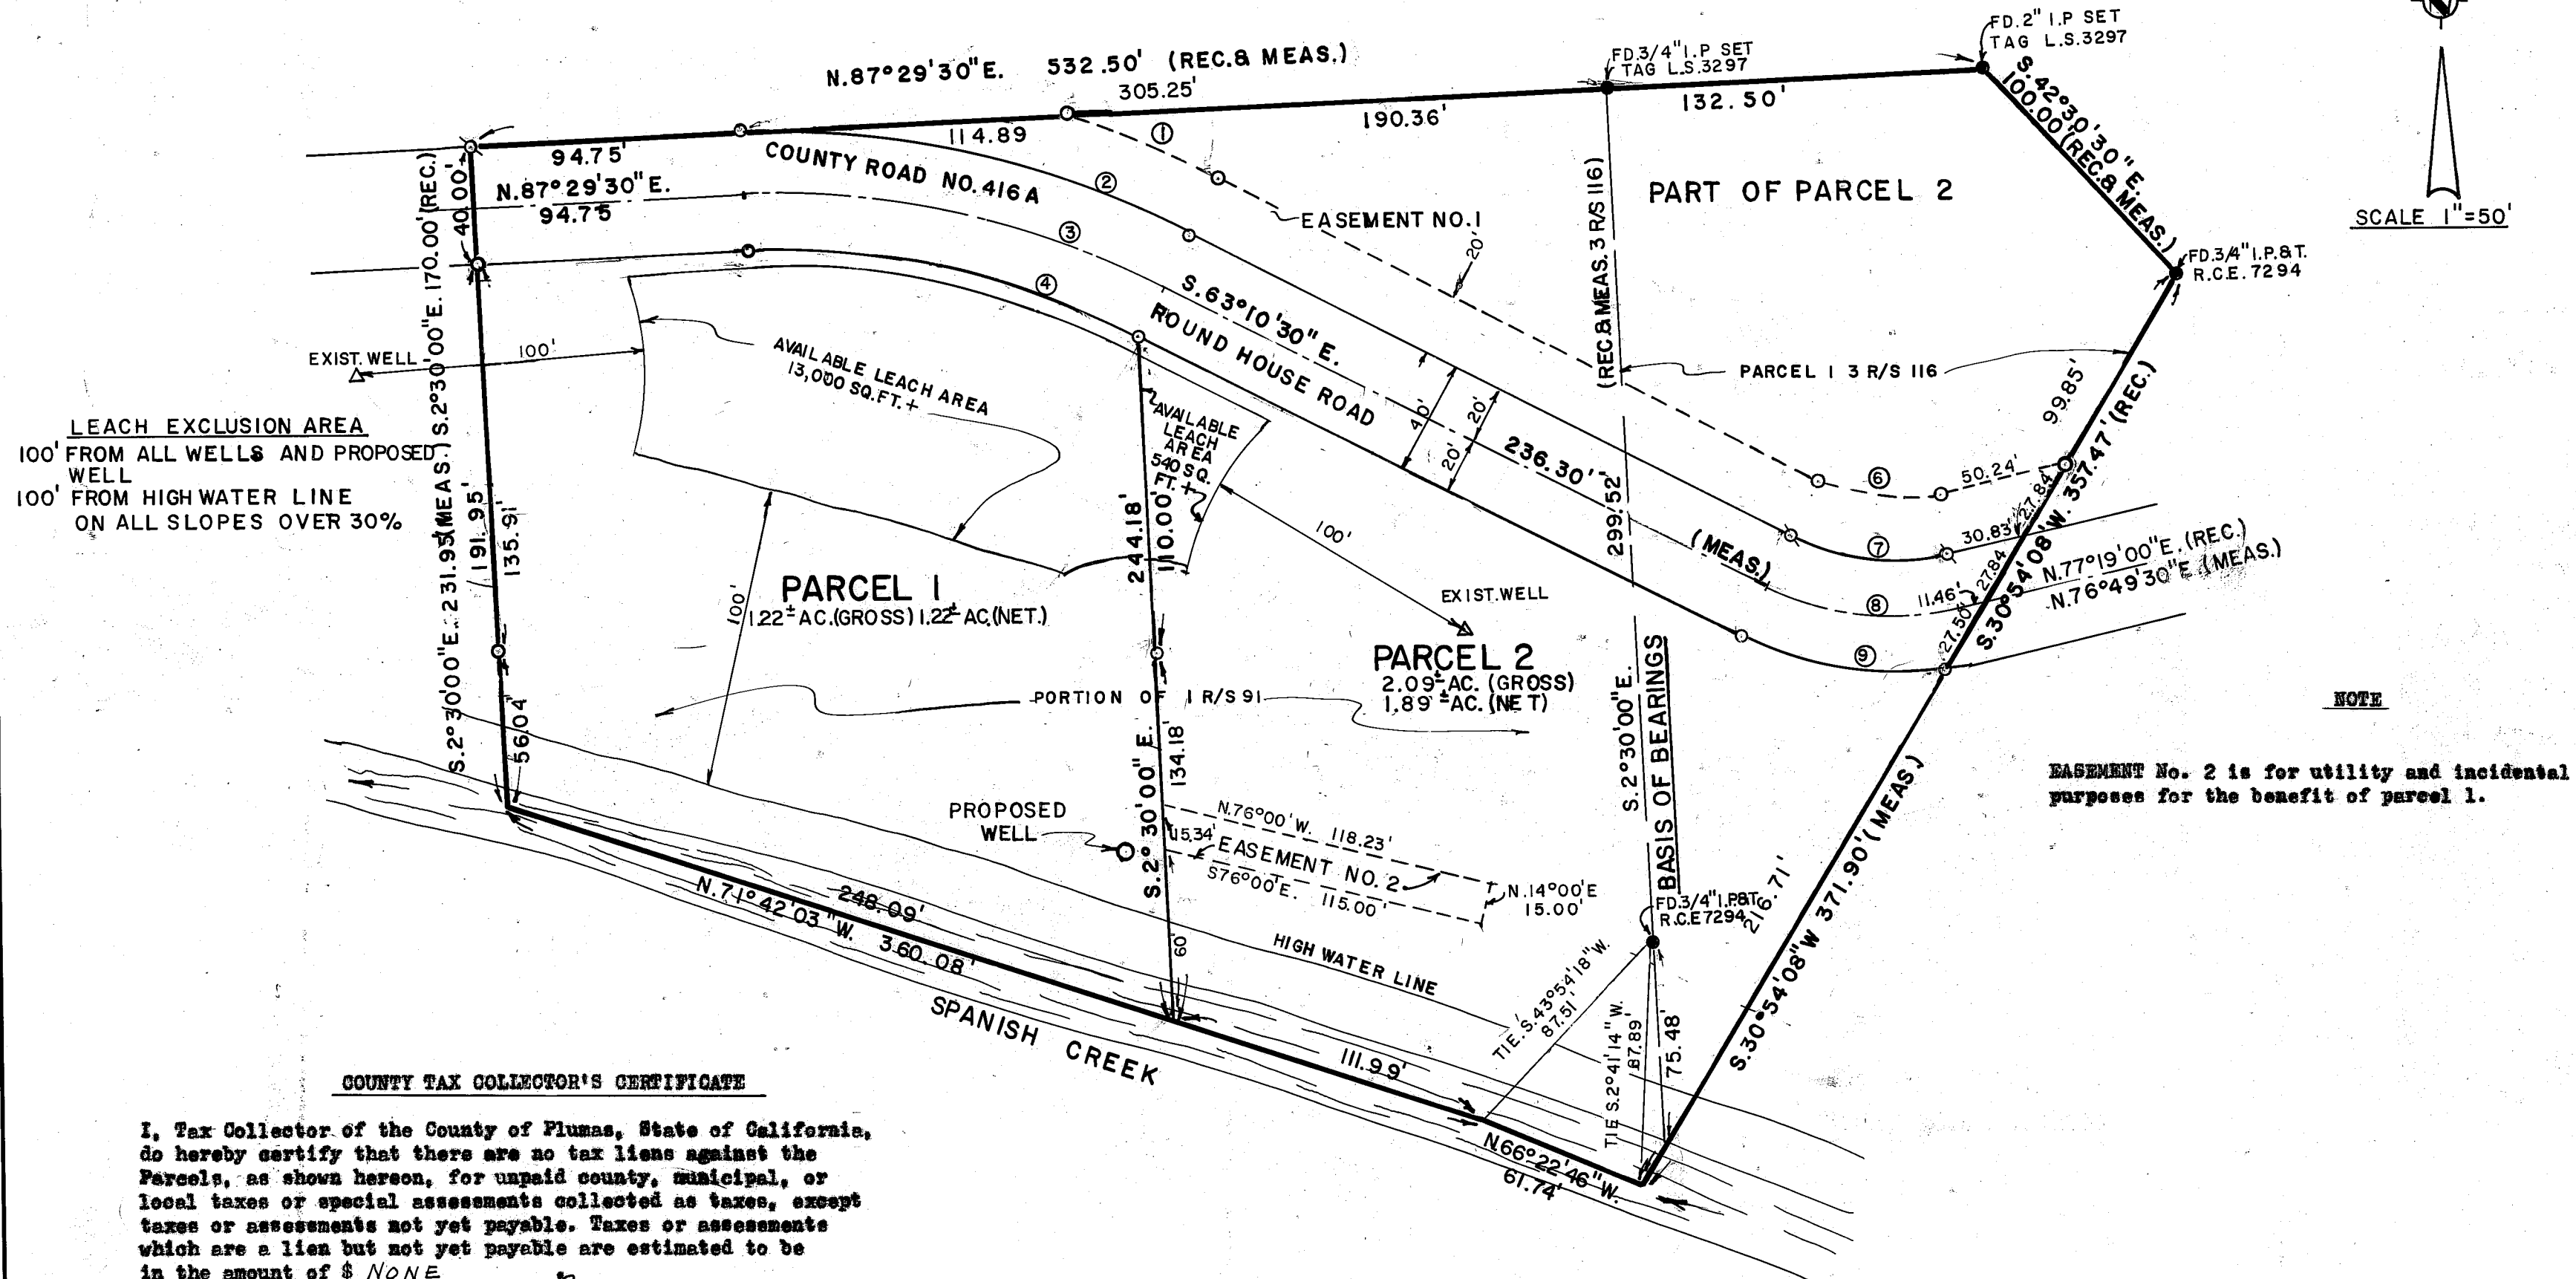 FD. 2" I.P SET
TAG L.S.3297
FD.3/4" I.P SET
TAG L.S.3297
N.87°29'30"E. 532.50' (REC.& MEAS.)
305.25'
132.50'
190.36'
114.89
94.75'
①
S.42°30'30"E.
100.00'(REC.& MEAS.)
COUNTY ROAD NO.416A
②
N.87°29'30"E.
94.75
40.00'
S.2°30'00"E. 170.00'(REC.)
③
④
EASEMENT NO.1
20'
PART OF PARCEL 2
(REC.& MEAS. 3 R/S 116)
SCALE 1"=50'
FD.3/4" I.P.& T.
R.C.E. 7294
S.63°10'30"E.
ROUND HOUSE ROAD
236.30'
(MEAS.)
40'
20'
20'
PARCEL 1 3 R/S 116
99.85'
EXIST. WELL
100'
AVAILABLE LEACH AREA
13,000 SQ.FT.+
AVAILABLE
LEACH
AREA
540 SQ.
FT.+
LEACH EXCLUSION AREA
100' FROM ALL WELLS AND PROPOSED
WELL
100' FROM HIGH WATER LINE
ON ALL SLOPES OVER 30%
S.2°30'00"E. 231.95'(MEAS.)
191.95'
135.91'
56.04'
244.18'
110.00'
100'
EXIST. WELL
⑥
50.24'
⑦
30.83'
27.84'
27.84
⑧
11.46'
27.50'
⑨
S.30°54'08"W. 357.47'(REC.)
N.77°19'00"E.(REC.)
N.76°49'30"E.(MEAS.)
299.52
PARCEL 1
1.22± AC.(GROSS) 1.22± AC.(NET.)
100'
PARCEL 2
2.09± AC. (GROSS)
1.89 ± AC. (NET)
PORTION OF 1 R/S 91
S.2°30'00"E.
BASIS OF BEARINGS
NOTE
EASEMENT No. 2 is for utility and incidental
purposes for the benefit of parcel 1.
S.2°30'00" E.
134.18'
PROPOSED
WELL
N.76°00'W. 118.23'
15.34'
EASEMENT NO. 2
S76°00'E. 115.00'
N.14°00'E
15.00'
60'
FD.3/4" I.P.&T.
R.C.E 7294
216.71'
S.30°54'08"W 371.90'(MEAS.)
HIGH WATER LINE
248.09'
N.71°42'03"W. 360.08'
SPANISH CREEK
TIE. S.43°54'18"W.
87.51'
TIE S.2°41'14"W.
87.89'
75.48'
111.99'
N66°22'46"W.
61.74'
COUNTY TAX COLLECTOR'S CERTIFICATE
I, Tax Collector of the County of Plumas, State of California,
do hereby certify that there are no tax liens against the
Parcels, as shown hereon, for unpaid county, municipal, or
local taxes or special assessments collected as taxes, except
taxes or assessments not yet payable. Taxes or assessments
which are a lien but not yet payable are estimated to be
in the amount of $ NONE